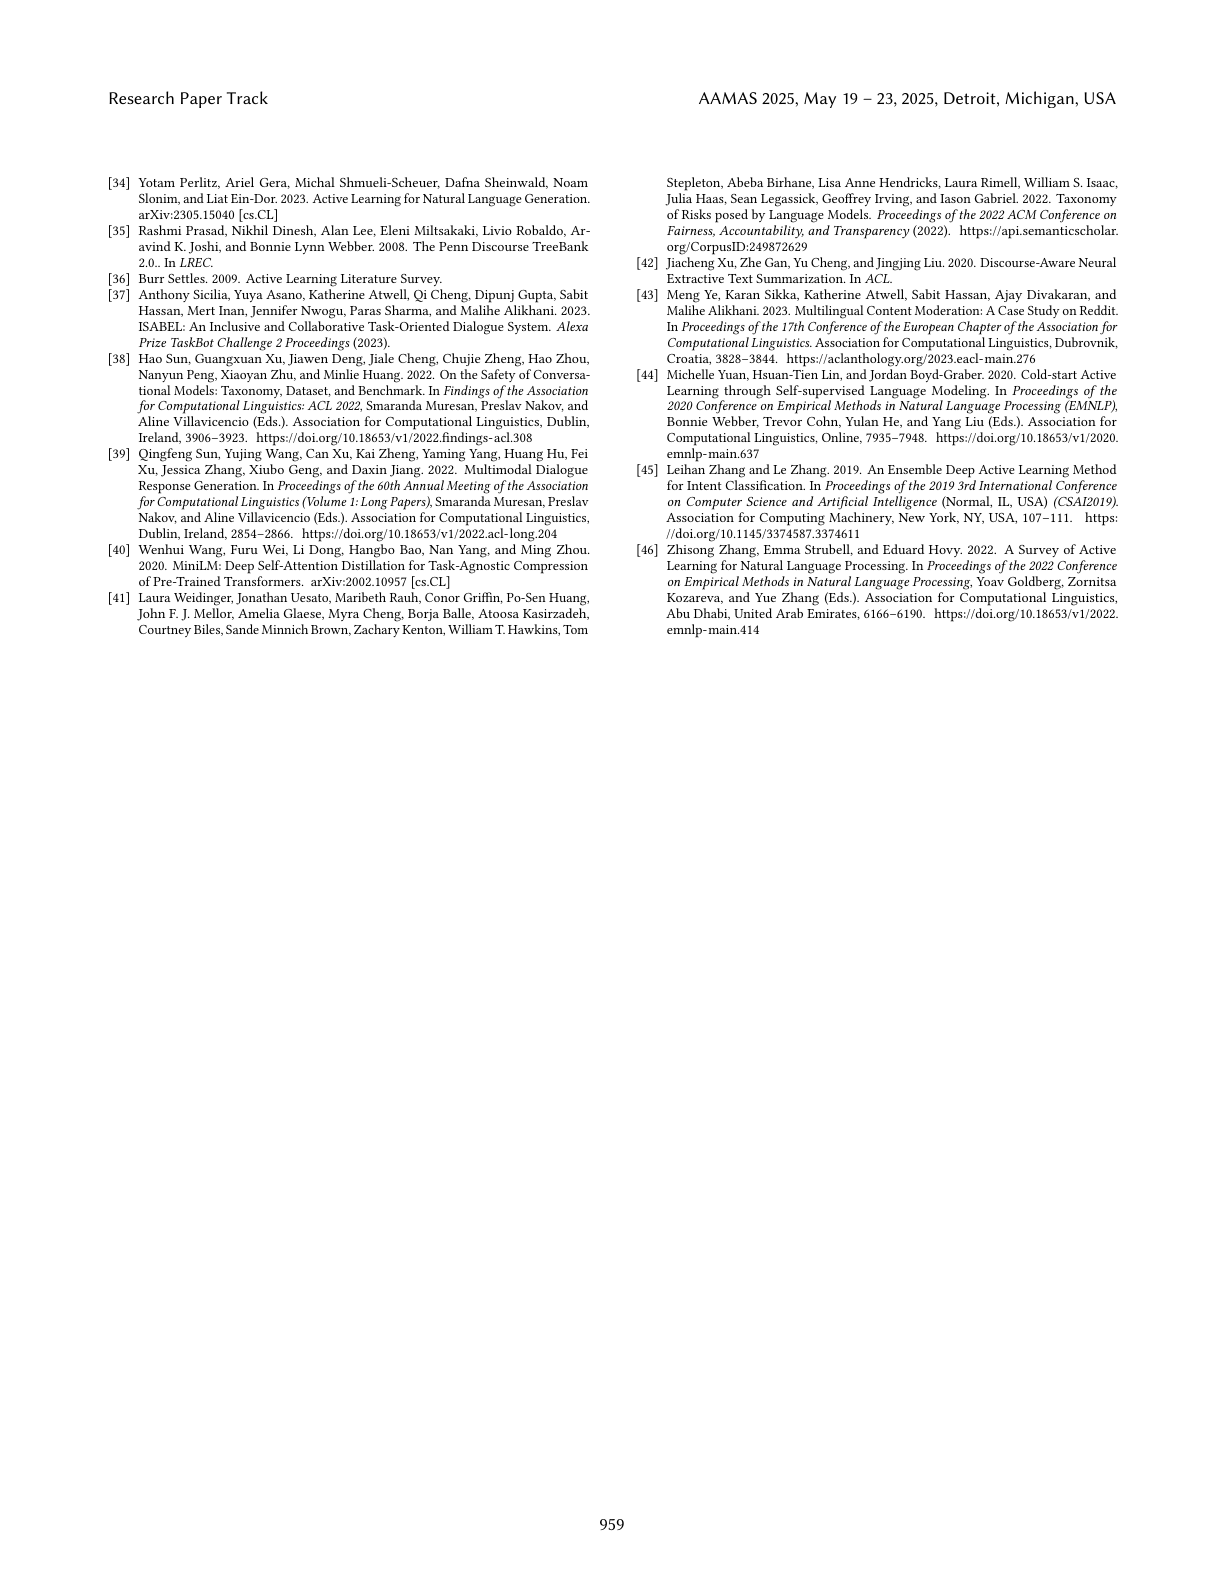 Research Paper Track
AAMAS 2025, May 19 – 23, 2025, Detroit, Michigan, USA
[34] Yotam Perlitz, Ariel Gera, Michal Shmueli-Scheuer, Dafna Sheinwald, Noam
Slonim, and Liat Ein-Dor. 2023. Active Learning for Natural Language Generation.
arXiv:2305.15040 [cs.CL]
[35] Rashmi Prasad, Nikhil Dinesh, Alan Lee, Eleni Miltsakaki, Livio Robaldo, Ar-
avind K. Joshi, and Bonnie Lynn Webber. 2008. The Penn Discourse TreeBank
2.0.. In LREC.
[36] Burr Settles. 2009. Active Learning Literature Survey.
[37] Anthony Sicilia, Yuya Asano, Katherine Atwell, Qi Cheng, Dipunj Gupta, Sabit
Hassan, Mert Inan, Jennifer Nwogu, Paras Sharma, and Malihe Alikhani. 2023.
ISABEL: An Inclusive and Collaborative Task-Oriented Dialogue System. Alexa
Prize TaskBot Challenge 2 Proceedings (2023).
[38] Hao Sun, Guangxuan Xu, Jiawen Deng, Jiale Cheng, Chujie Zheng, Hao Zhou,
Nanyun Peng, Xiaoyan Zhu, and Minlie Huang. 2022. On the Safety of Conversa-
tional Models: Taxonomy, Dataset, and Benchmark. In Findings of the Association
for Computational Linguistics: ACL 2022, Smaranda Muresan, Preslav Nakov, and
Aline Villavicencio (Eds.). Association for Computational Linguistics, Dublin,
Ireland, 3906–3923. https://doi.org/10.18653/v1/2022.findings-acl.308
[39] Qingfeng Sun, Yujing Wang, Can Xu, Kai Zheng, Yaming Yang, Huang Hu, Fei
Xu, Jessica Zhang, Xiubo Geng, and Daxin Jiang. 2022. Multimodal Dialogue
Response Generation. In Proceedings of the 60th Annual Meeting of the Association
for Computational Linguistics (Volume 1: Long Papers), Smaranda Muresan, Preslav
Nakov, and Aline Villavicencio (Eds.). Association for Computational Linguistics,
Dublin, Ireland, 2854–2866. https://doi.org/10.18653/v1/2022.acl-long.204
[40] Wenhui Wang, Furu Wei, Li Dong, Hangbo Bao, Nan Yang, and Ming Zhou.
2020. MiniLM: Deep Self-Attention Distillation for Task-Agnostic Compression
of Pre-Trained Transformers. arXiv:2002.10957 [cs.CL]
[41] Laura Weidinger, Jonathan Uesato, Maribeth Rauh, Conor Griffin, Po-Sen Huang,
John F. J. Mellor, Amelia Glaese, Myra Cheng, Borja Balle, Atoosa Kasirzadeh,
Courtney Biles, Sande Minnich Brown, Zachary Kenton, William T. Hawkins, Tom
Stepleton, Abeba Birhane, Lisa Anne Hendricks, Laura Rimell, William S. Isaac,
Julia Haas, Sean Legassick, Geoffrey Irving, and Iason Gabriel. 2022. Taxonomy
of Risks posed by Language Models. Proceedings of the 2022 ACM Conference on
Fairness, Accountability, and Transparency (2022). https://api.semanticscholar.
org/CorpusID:249872629
[42] Jiacheng Xu, Zhe Gan, Yu Cheng, and Jingjing Liu. 2020. Discourse-Aware Neural
Extractive Text Summarization. In ACL.
[43] Meng Ye, Karan Sikka, Katherine Atwell, Sabit Hassan, Ajay Divakaran, and
Malihe Alikhani. 2023. Multilingual Content Moderation: A Case Study on Reddit.
In Proceedings of the 17th Conference of the European Chapter of the Association for
Computational Linguistics. Association for Computational Linguistics, Dubrovnik,
Croatia, 3828–3844. https://aclanthology.org/2023.eacl-main.276
[44] Michelle Yuan, Hsuan-Tien Lin, and Jordan Boyd-Graber. 2020. Cold-start Active
Learning through Self-supervised Language Modeling. In Proceedings of the
2020 Conference on Empirical Methods in Natural Language Processing (EMNLP),
Bonnie Webber, Trevor Cohn, Yulan He, and Yang Liu (Eds.). Association for
Computational Linguistics, Online, 7935–7948. https://doi.org/10.18653/v1/2020.
emnlp-main.637
[45] Leihan Zhang and Le Zhang. 2019. An Ensemble Deep Active Learning Method
for Intent Classification. In Proceedings of the 2019 3rd International Conference
on Computer Science and Artificial Intelligence (Normal, IL, USA) (CSAI2019).
Association for Computing Machinery, New York, NY, USA, 107–111. https:
//doi.org/10.1145/3374587.3374611
[46] Zhisong Zhang, Emma Strubell, and Eduard Hovy. 2022. A Survey of Active
Learning for Natural Language Processing. In Proceedings of the 2022 Conference
on Empirical Methods in Natural Language Processing, Yoav Goldberg, Zornitsa
Kozareva, and Yue Zhang (Eds.). Association for Computational Linguistics,
Abu Dhabi, United Arab Emirates, 6166–6190. https://doi.org/10.18653/v1/2022.
emnlp-main.414
959